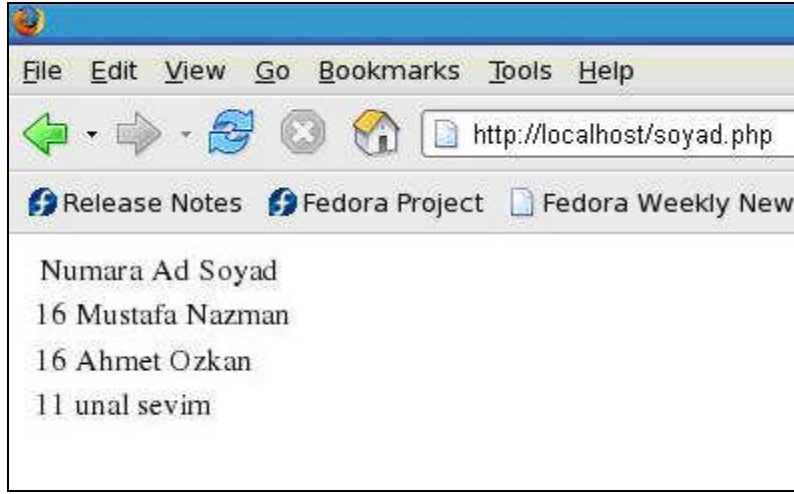 File Edit View Go Bookmarks Tools Help
http://localhost/soyad.php
Release Notes Fedora Project Fedora Weekly New
Numara Ad Soyad
16 Mustafa Nazman
16 Ahmet Ozkan
11 unal sevim